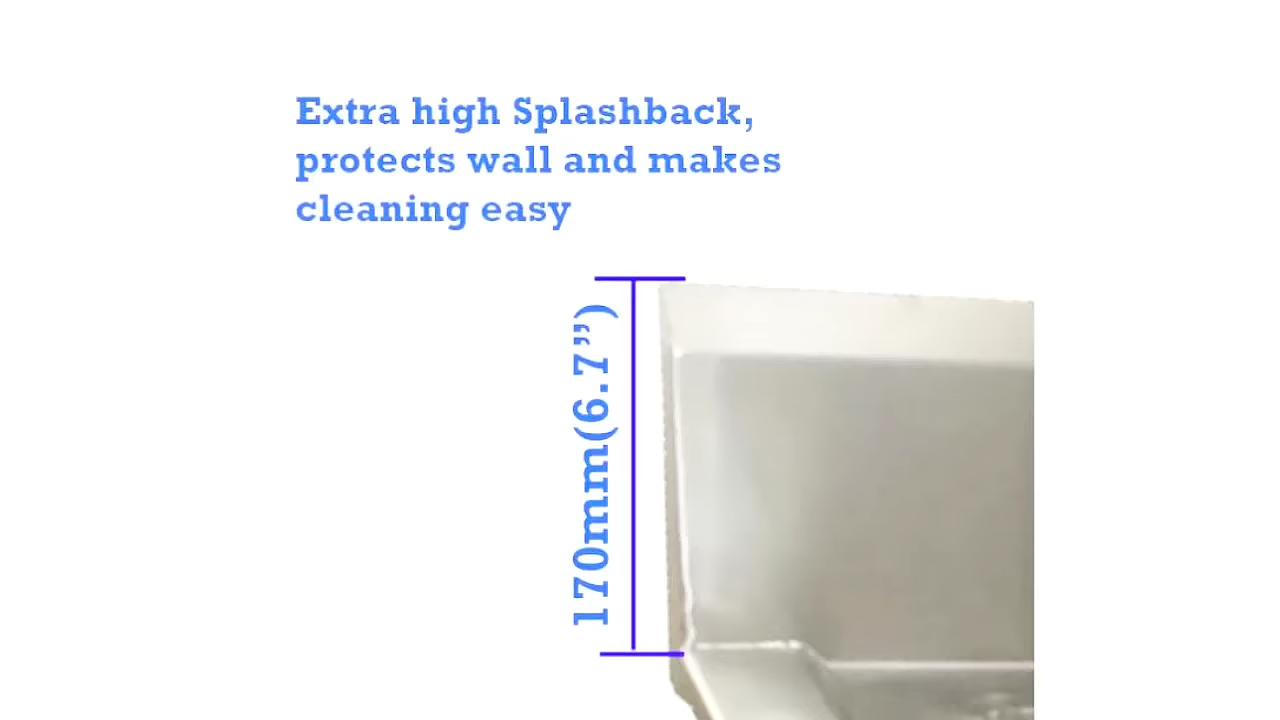 Extra high Splashback,
protects wall and makes
cleaning easy
170mm(6.7”)